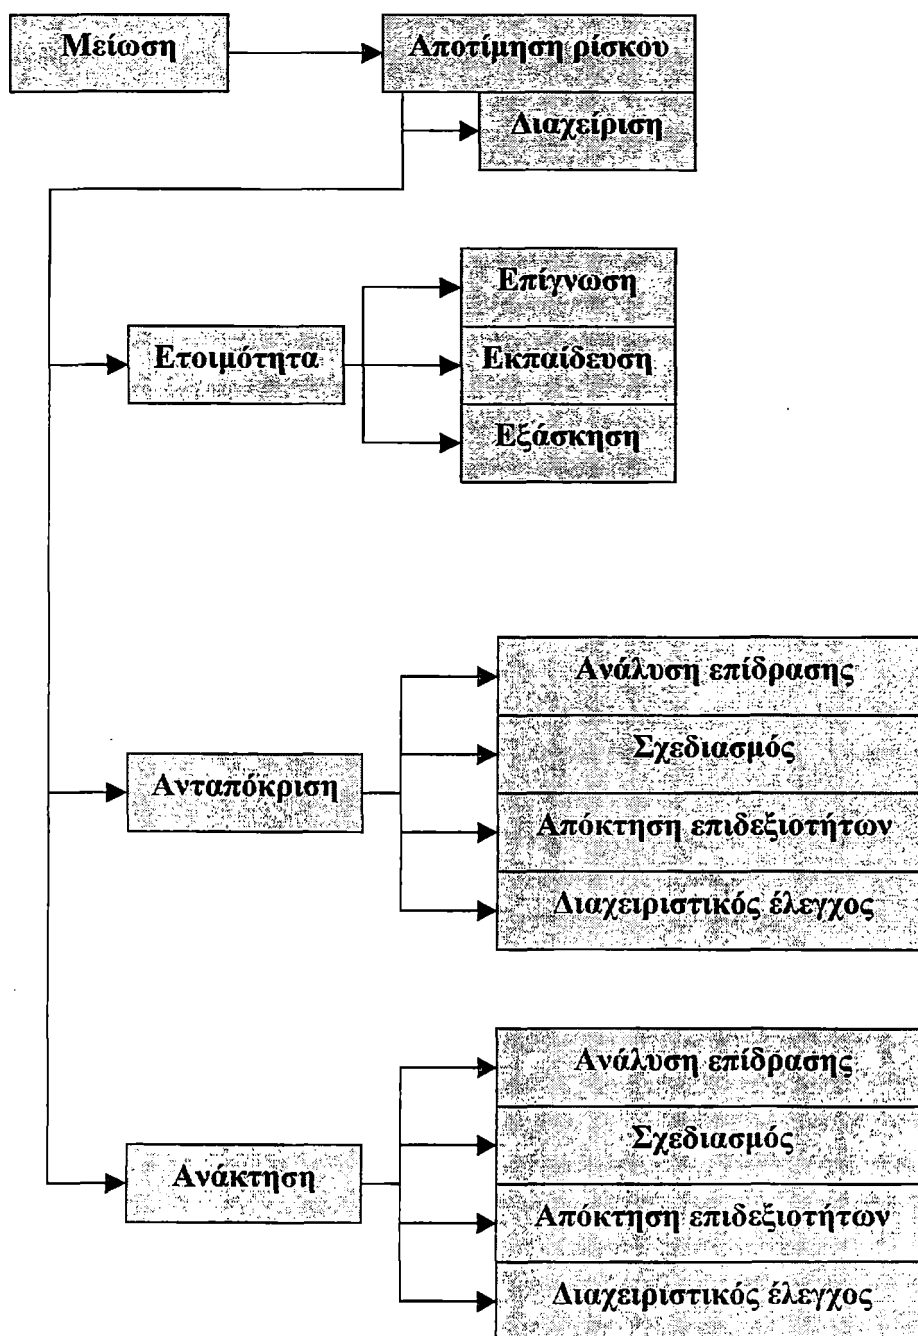 Μείωση
Αποτίμηση ρίσκου
Διαχείριση
Επίγνωση
Ετοιμότητα
Εκπαίδευση
Εξάσκηση
Ανάλυση επίδρασης
Σχεδιασμός
Ανταπόκριση
Απόκτηση επιδεξιοτήτων
Διαχειριστικός έλεγχος
Ανάλυση επίδρασης
Σχεδιασμός
Ανάκτηση
Απόκτηση επιδεξιοτήτων
Διαχειριστικός έλεγχος